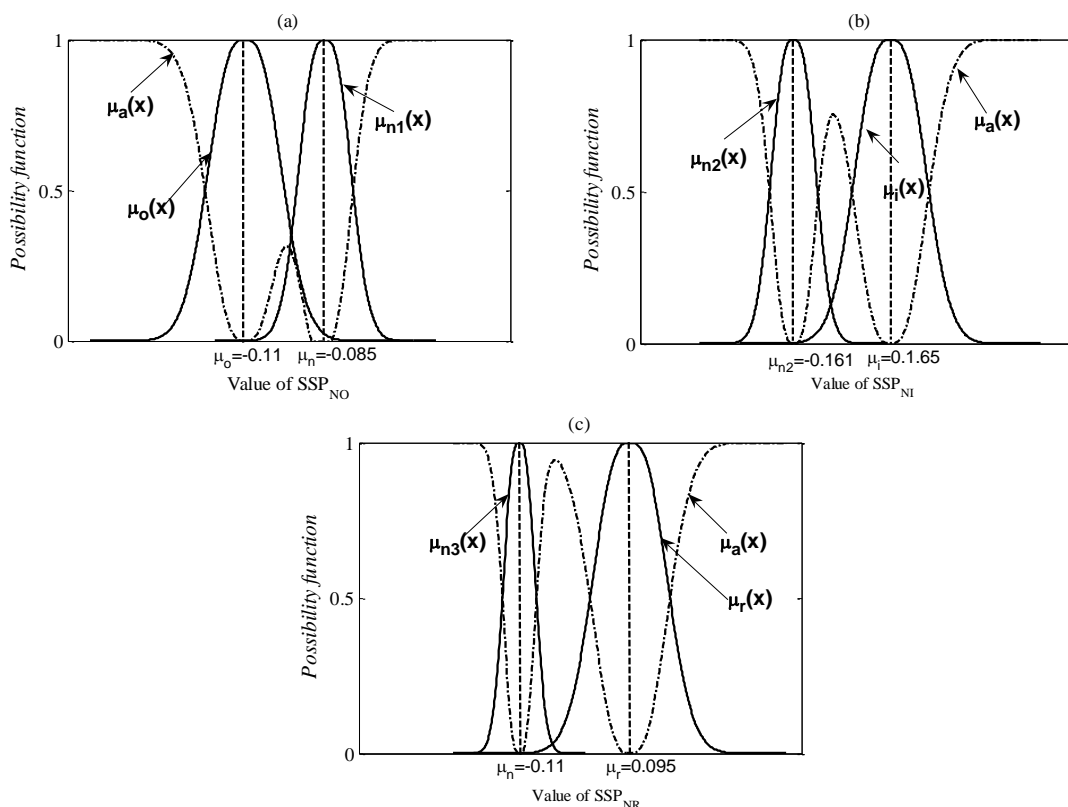 (a)
1
0.5
0
Possibility function
μa(x)
μo(x)
μn1(x)
μo=-0.11
μn=-0.085
Value of SSPNO
(b)
1
0.5
0
Possibility function
μn2(x)
μi(x)
μa(x)
μn2=-0.161
μi=0.1.65
Value of SSPNI
(c)
1
0.5
0
Possibility function
μn3(x)
μa(x)
μr(x)
μn=-0.11
μr=0.095
Value of SSPNR